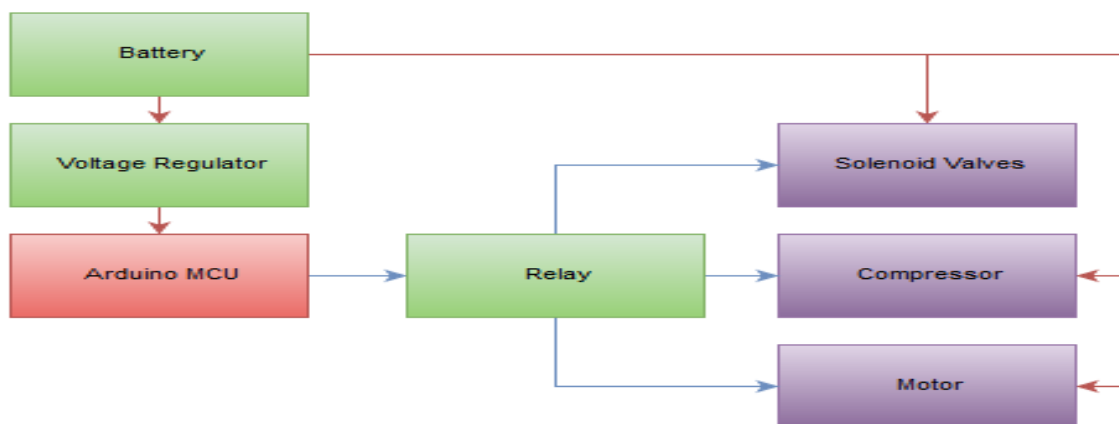 Battery
Voltage Regulator
Solenoid Valves
Arduino MCU
Relay
Compressor
Motor